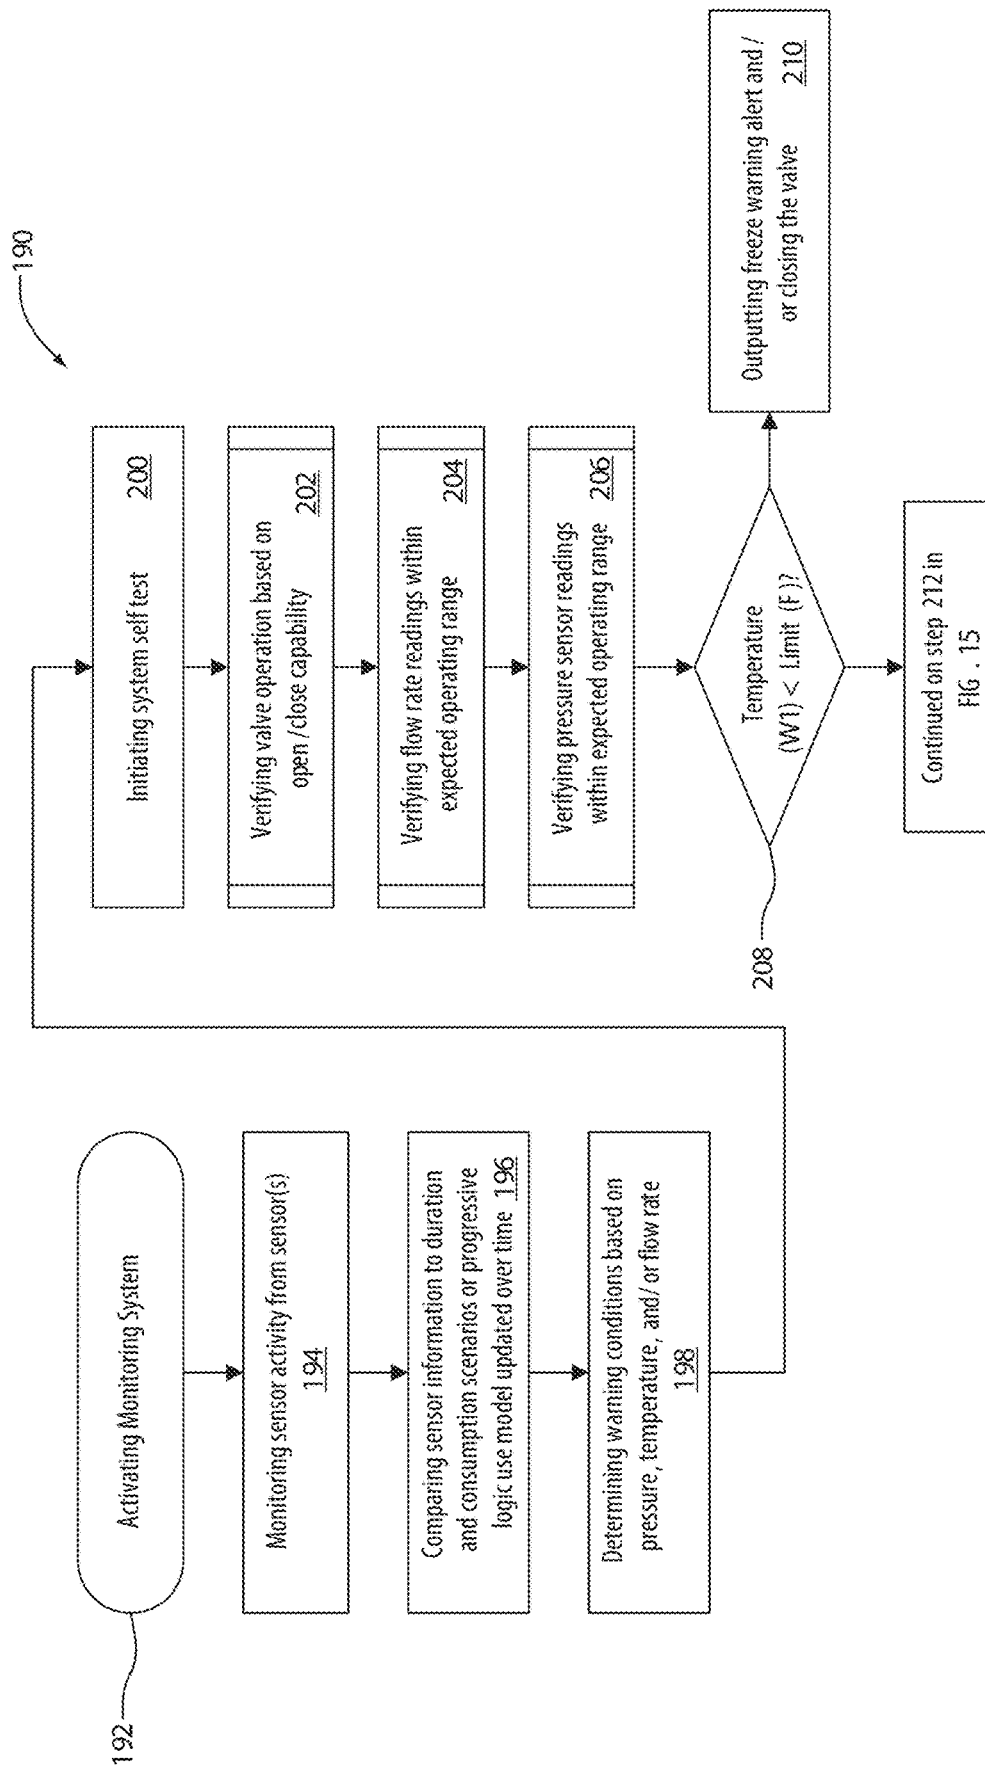 190
192
Activating Monitoring System
Monitoring sensor activity from sensor(s)
194
Comparing sensor information to duration
and consumption scenarios or progressive
logic use model updated over time 196
Determining warning conditions based on
pressure, temperature, and/ or flow rate
198
Initiating system self test 200
Verifying valve operation based on
open / close capability 202
Verifying flow rate readings within
expected operating range 204
Verifying pressure sensor readings
within expected operating range 206
208
Temperature
(W1) < Limit (F)?
Outputting freeze warning alert and /
or closing the valve 210
Continued on step 212 in
FIG . 15